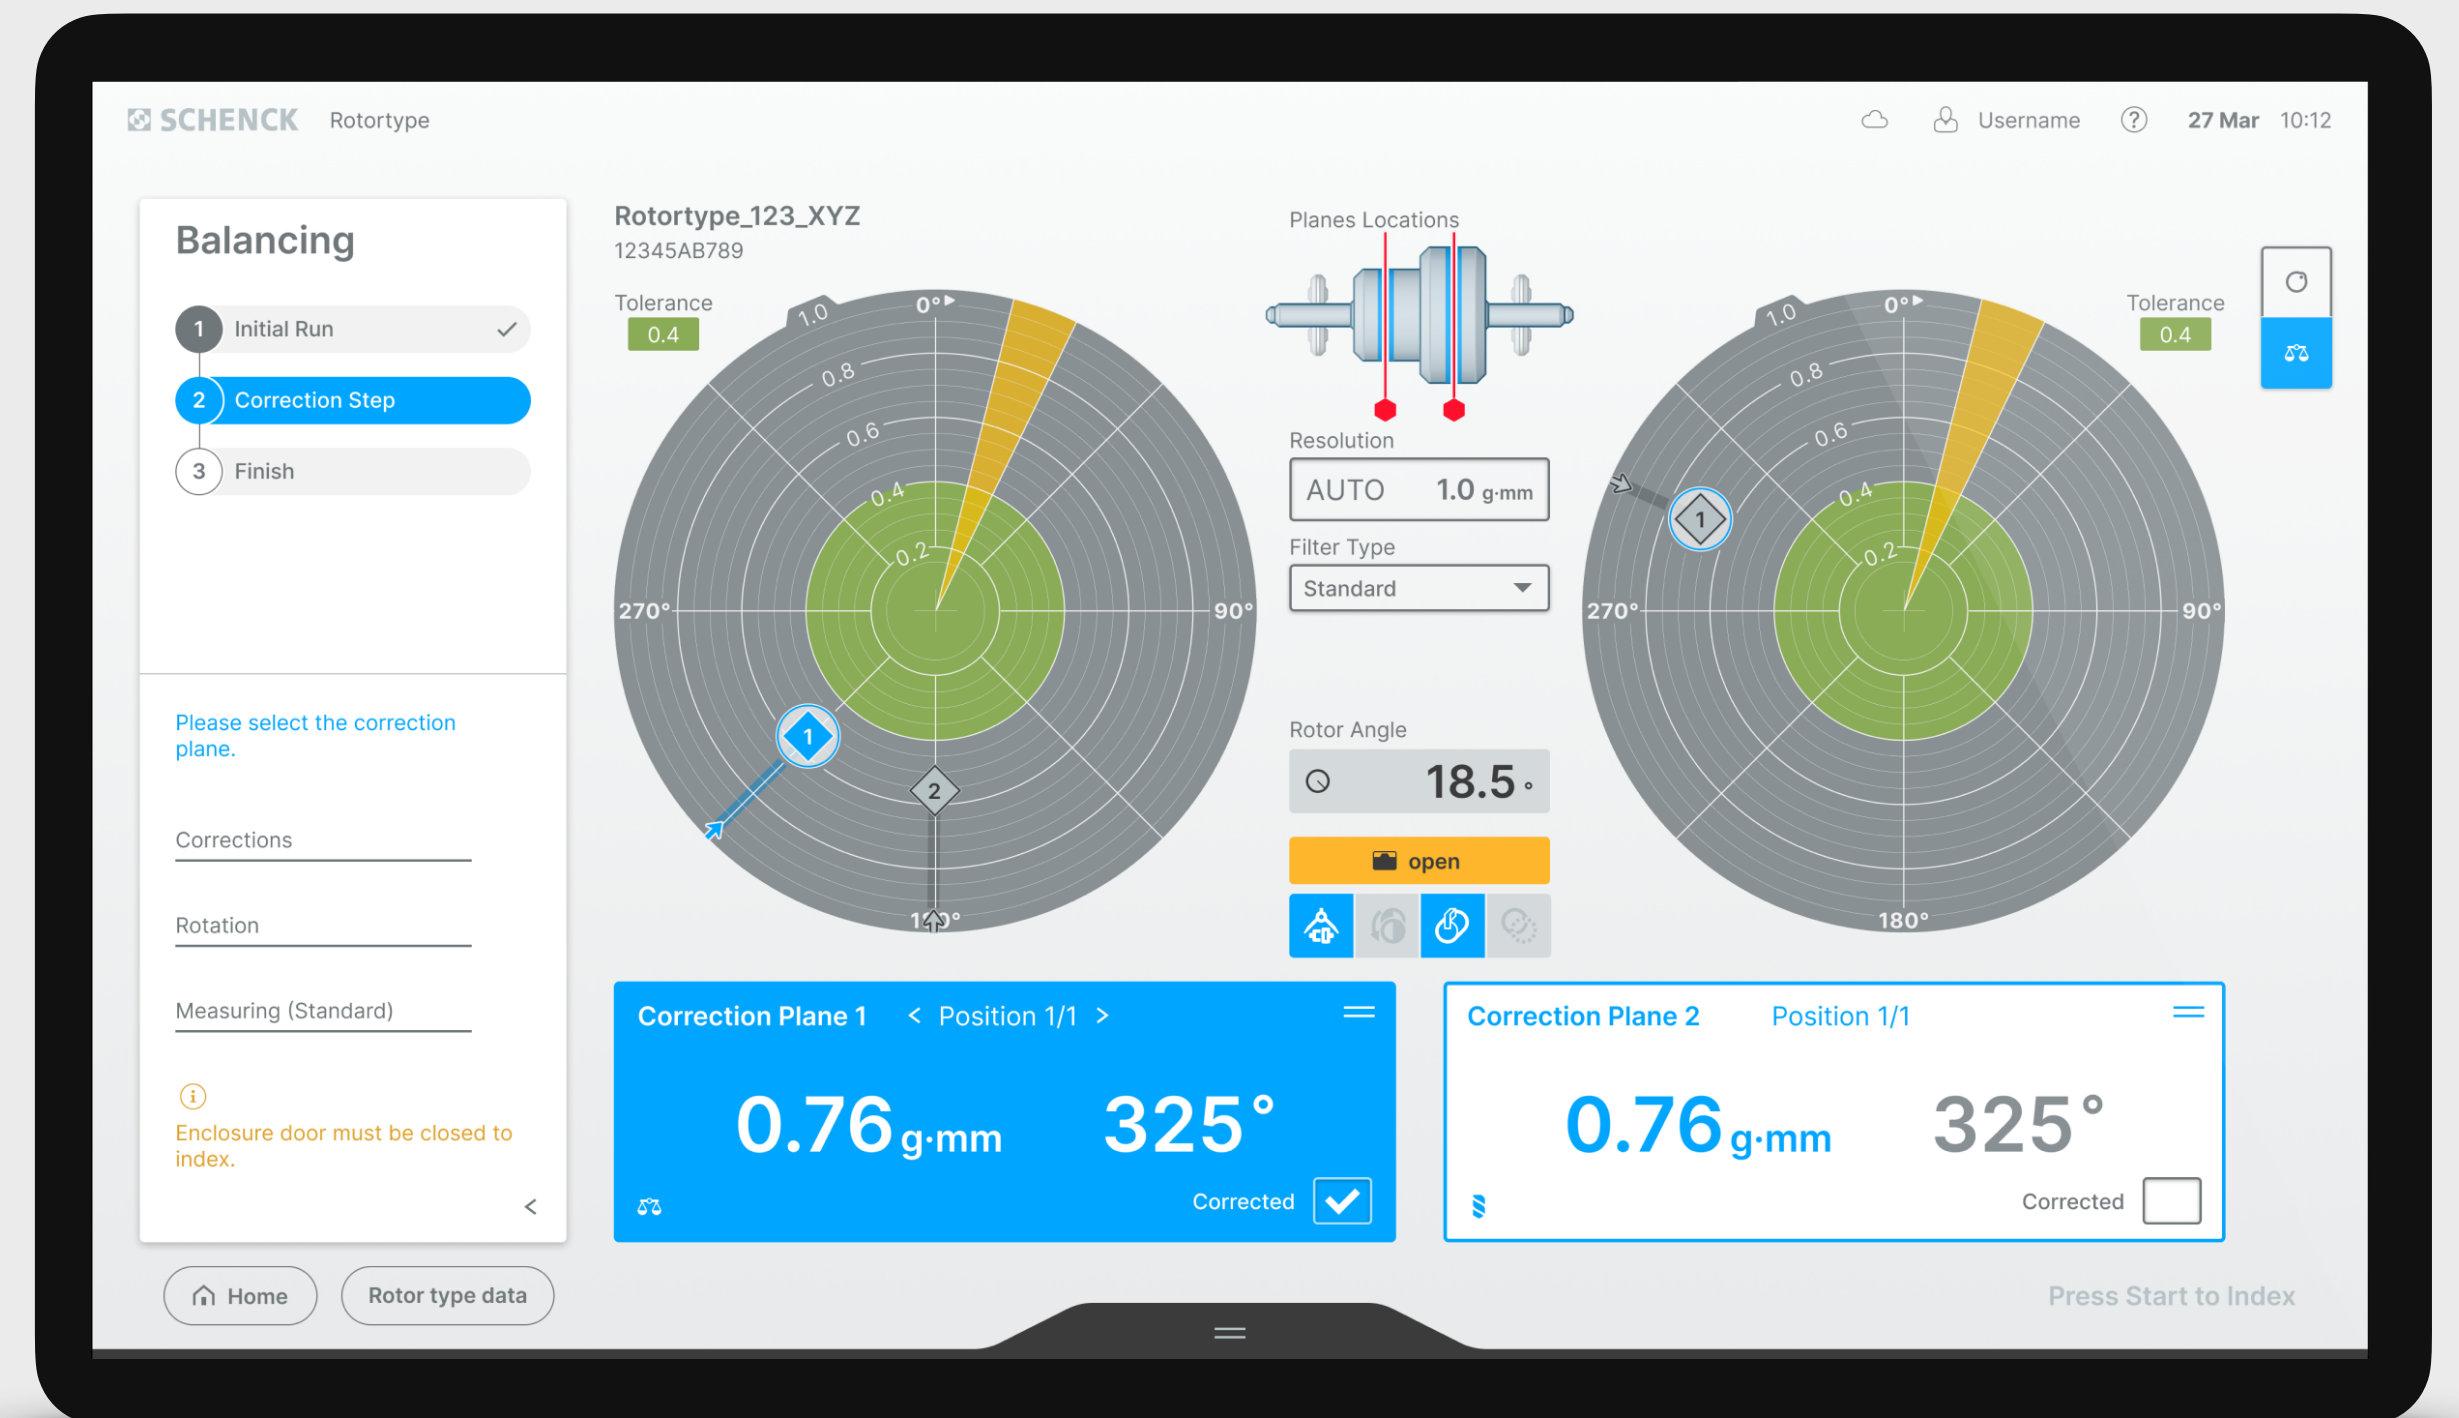 SCHENCK Rotortype
Username ? 27 Mar 10:12
Balancing
1 Initial Run
2 Correction Step
3 Finish
Please select the correction
plane.
Corrections
Rotation
Measuring (Standard)
i
Enclosure door must be closed to
index.
<
Home
Rotor type data
Rotortype_123_XYZ
12345AB789
Tolerance
0.4
1.0
0.8
0.6
0.4
0.2
0°
90°
180°
270°
1
2
Planes Locations
Resolution
AUTO 1.0 g·mm
Filter Type
Standard
Rotor Angle
18.5°
open
Tolerance
0.4
1.0
0.8
0.6
0.4
0.2
0°
90°
180°
270°
1
Correction Plane 1 < Position 1/1 >
0.76 g·mm 325°
Corrected
Correction Plane 2 Position 1/1
0.76 g·mm 325°
Corrected
Press Start to Index